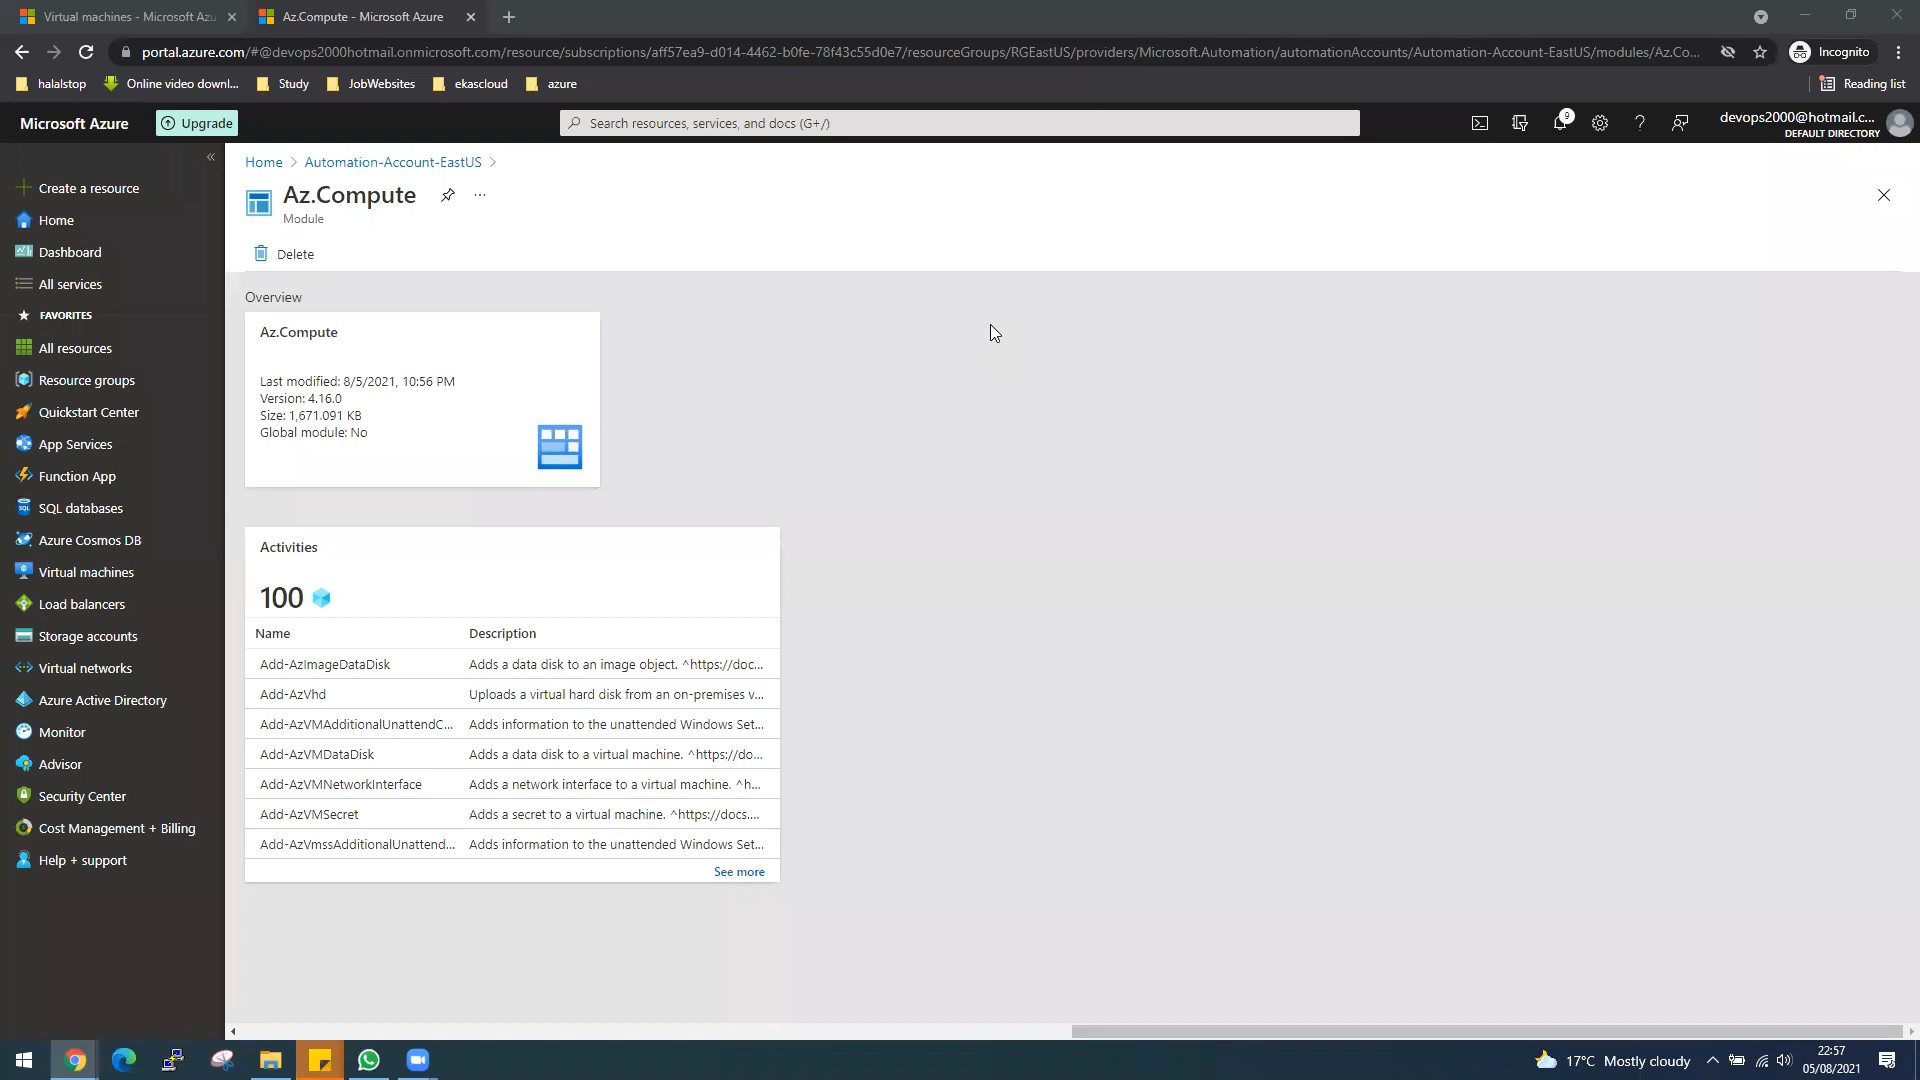 Virtual machines - Microsoft Azu
Az.Compute - Microsoft Azure
portal.azure.com/#@devops2000hotmail.onmicrosoft.com/resource/subscriptions/aff57ea9-d014-4462-b0fe-78f43c55d0e7/resourceGroups/RGEastUS/providers/Microsoft.Automation/automationAccounts/Automation-Account-EastUS/modules/Az.Co...
Incognito
halalstop
Online video downl...
Study
JobWebsites
ekascloud
azure
Reading list
Microsoft Azure
Upgrade
Search resources, services, and docs (G+/)
9
devops2000@hotmail.c...
DEFAULT DIRECTORY
Create a resource
Home
Dashboard
All services
FAVORITES
All resources
Resource groups
Quickstart Center
App Services
Function App
SQL databases
Azure Cosmos DB
Virtual machines
Load balancers
Storage accounts
Virtual networks
Azure Active Directory
Monitor
Advisor
Security Center
Cost Management + Billing
Help + support
Home > Automation-Account-EastUS >
Az.Compute
...
Module
Delete
Overview
Az.Compute
Last modified: 8/5/2021, 10:56 PM
Version: 4.16.0
Size: 1,671.091 KB
Global module: No
Activities
100
Name Description
Add-AzImageDataDisk Adds a data disk to an image object. ^https://doc...
Add-AzVhd Uploads a virtual hard disk from an on-premises v...
Add-AzVMAdditionalUnattendC... Adds information to the unattended Windows Set...
Add-AzVMDataDisk Adds a data disk to a virtual machine. ^https://do...
Add-AzVMNetworkInterface Adds a network interface to a virtual machine. ^h...
Add-AzVMSecret Adds a secret to a virtual machine. ^https://docs....
Add-AzVmssAdditionalUnattend... Adds information to the unattended Windows Set...
See more
17°C Mostly cloudy
22:57
05/08/2021